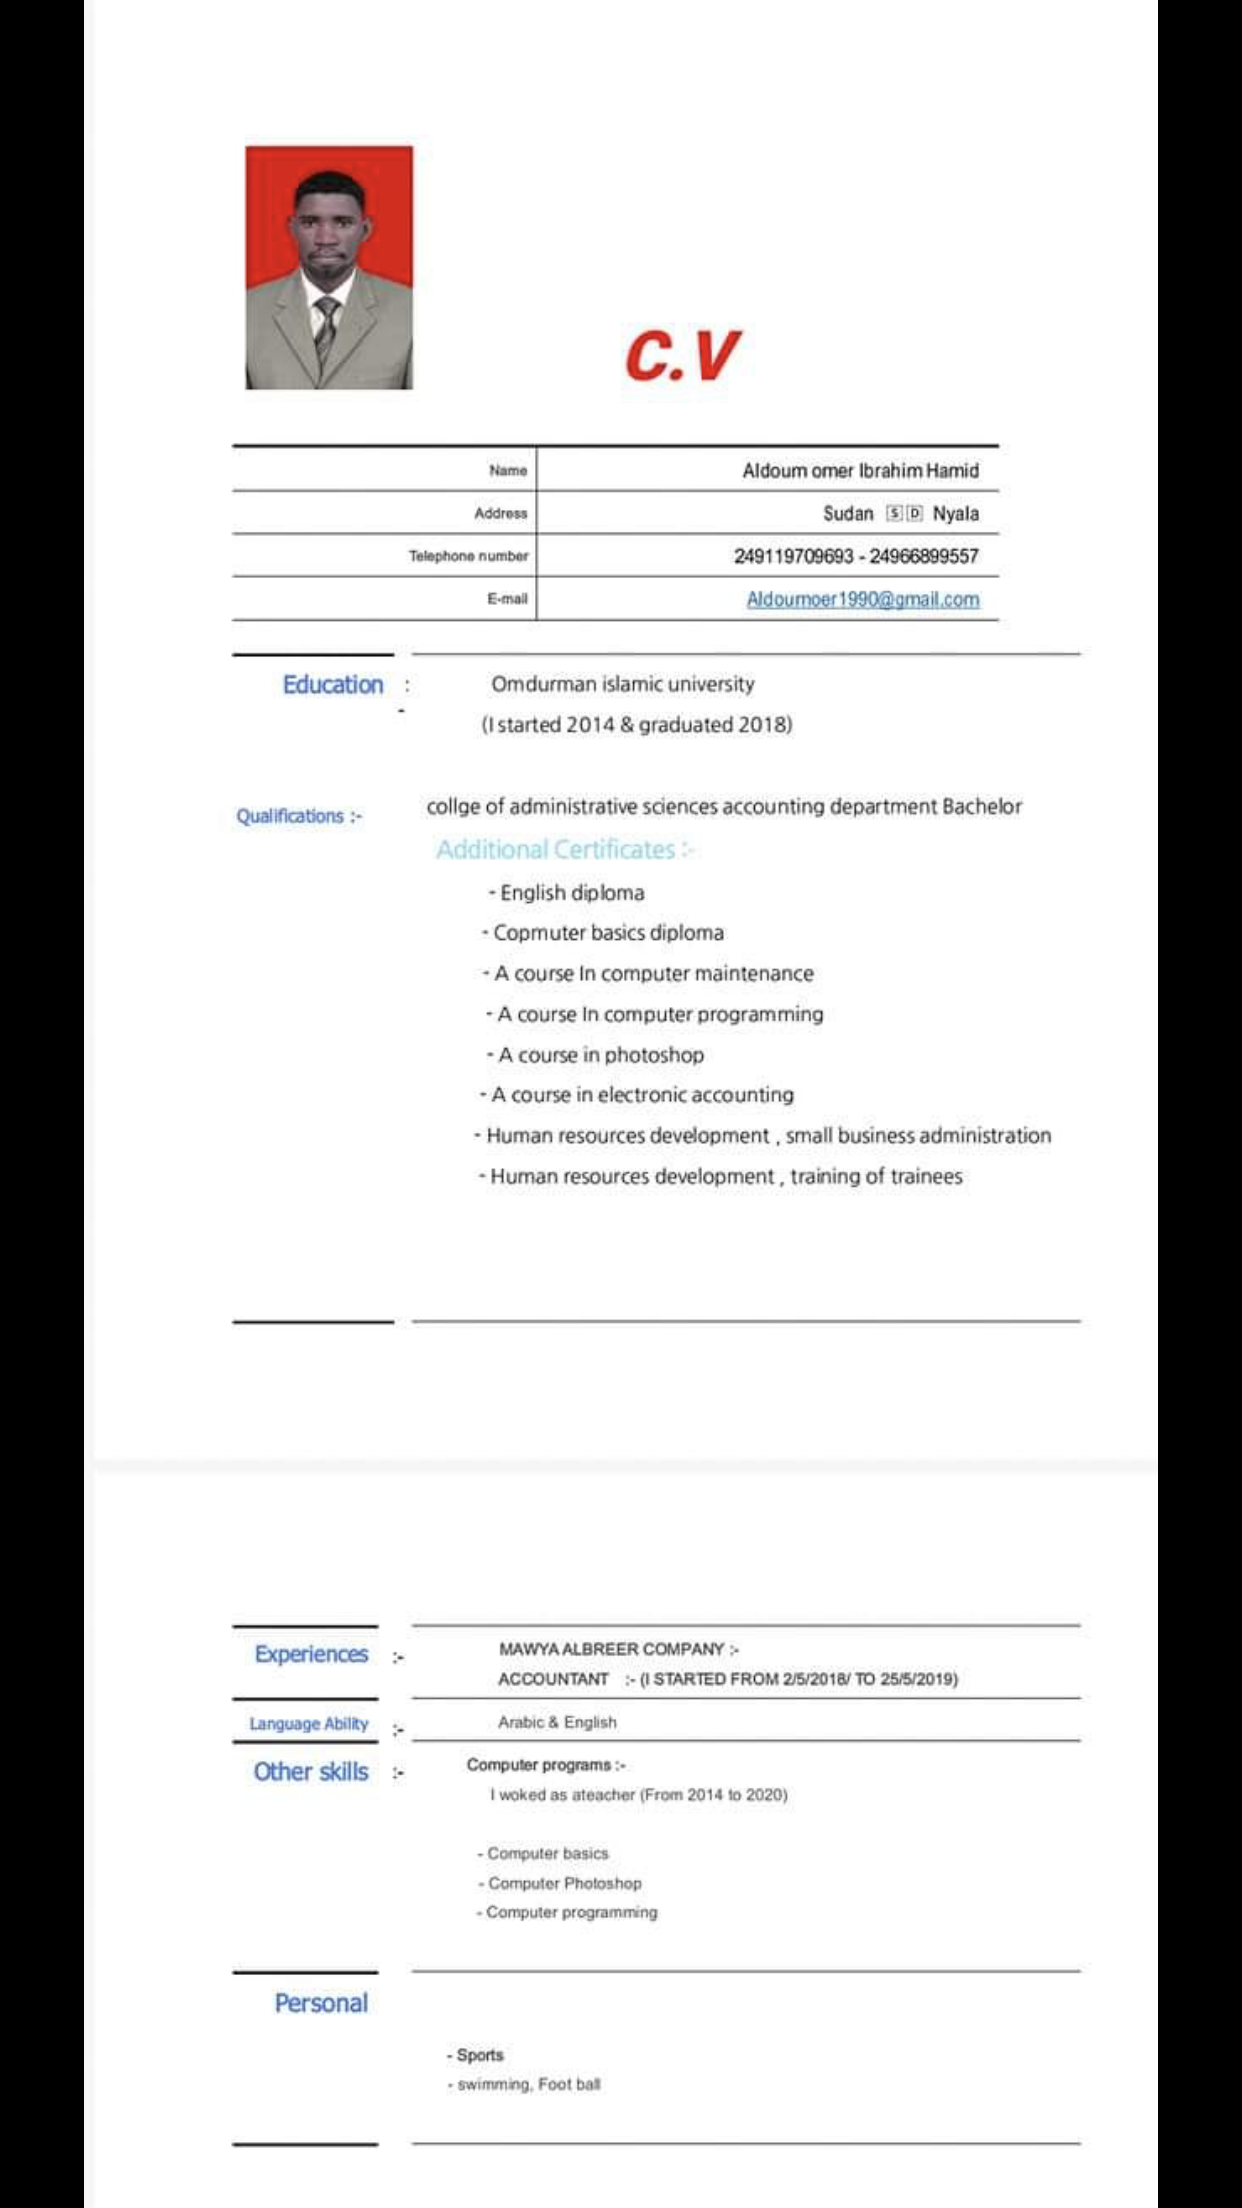 C.V
Name Aldoum omer Ibrahim Hamid
Address Sudan 🇸🇩 Nyala
Telephone number 249119709693 - 24966899557
E-mail Aldoumoer1990@gmail.com
Education :- Omdurman islamic university
(I started 2014 & graduated 2018)
Qualifications :- collge of administrative sciences accounting department Bachelor
Additional Certificates :-
- English diploma
- Copmuter basics diploma
- A course In computer maintenance
- A course In computer programming
- A course in photoshop
- A course in electronic accounting
- Human resources development , small business administration
- Human resources development , training of trainees
Experiences :- MAWYA ALBREER COMPANY :-
ACCOUNTANT :- (I STARTED FROM 2/5/2018/ TO 25/5/2019)
Language Ability :- Arabic & English
Other skills :- Computer programs :-
I woked as ateacher (From 2014 to 2020)
- Computer basics
- Computer Photoshop
- Computer programming
Personal
- Sports
- swimming, Foot ball